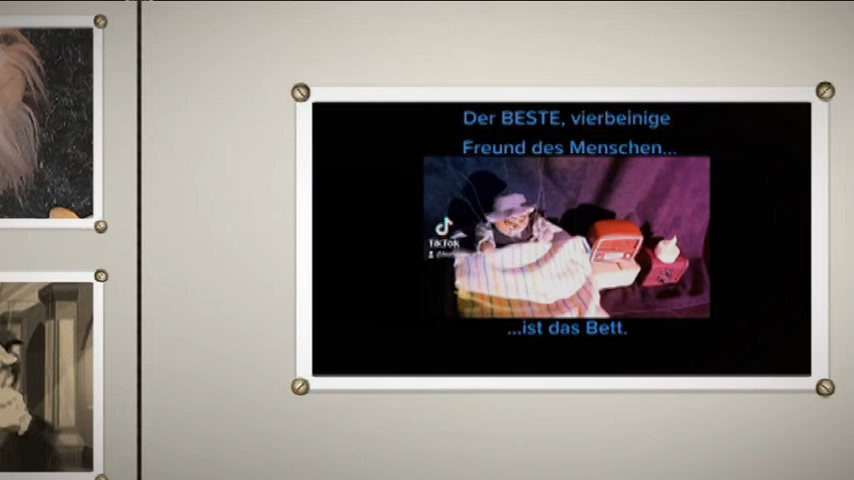 Der BESTE, vierbeinige
Freund des Menschen...
TikTok
...ist das Bett.